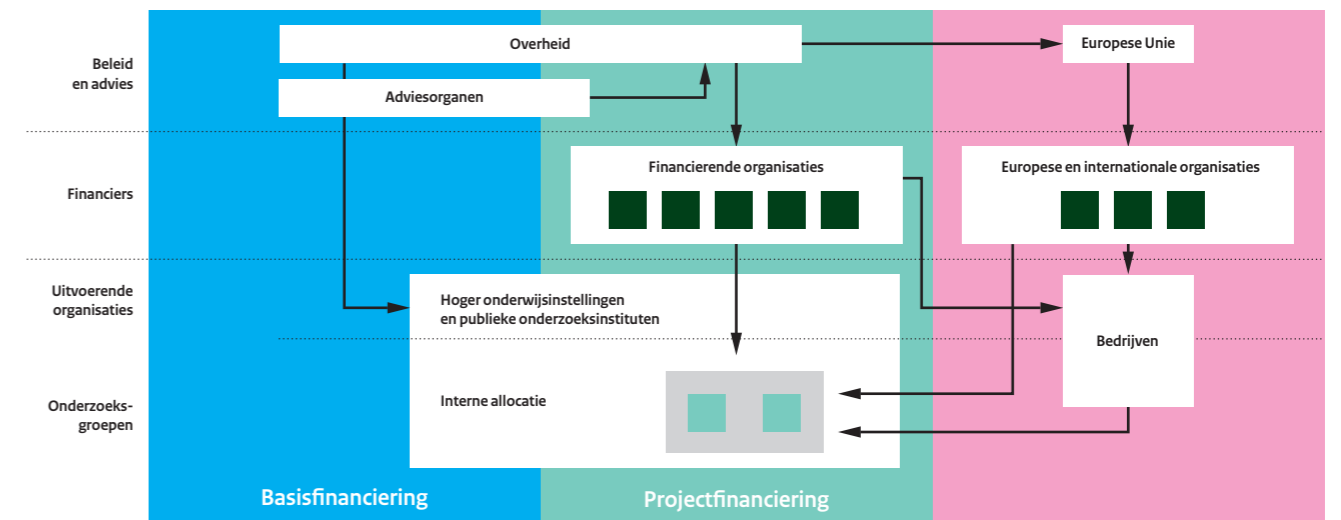 Beleid
en advies
Overheid
Europese Unie
Adviesorganen
Financiers
Financierende organisaties
Europese en internationale organisaties
Uitvoerende
organisaties
Hoger onderwijsinstellingen
en publieke onderzoeksinstituten
Bedrijven
Onderzoeks-
groepen
Interne allocatie
Basisfinanciering
Projectfinanciering